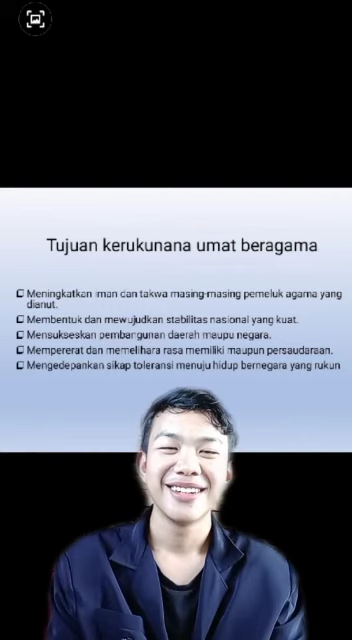 Tujuan kerukunana umat beragama
❑ Meningkatkan iman dan takwa masing-masing pemeluk agama yang
dianut.
❑ Membentuk dan mewujudkan stabilitas nasional yang kuat.
❑ Mensukseskan pembangunan daerah maupu negara.
❑ Mempererat dan memelihara rasa memiliki maupun persaudaraan.
❑ Mengedepankan sikap toleransi menuju hidup bernegara yang rukun